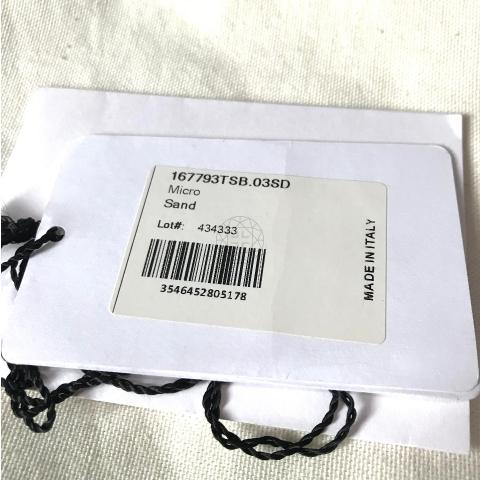 167793TSB.03SD
Micro
Sand
Lot#: 434333
3546452805178
MADE IN ITALY